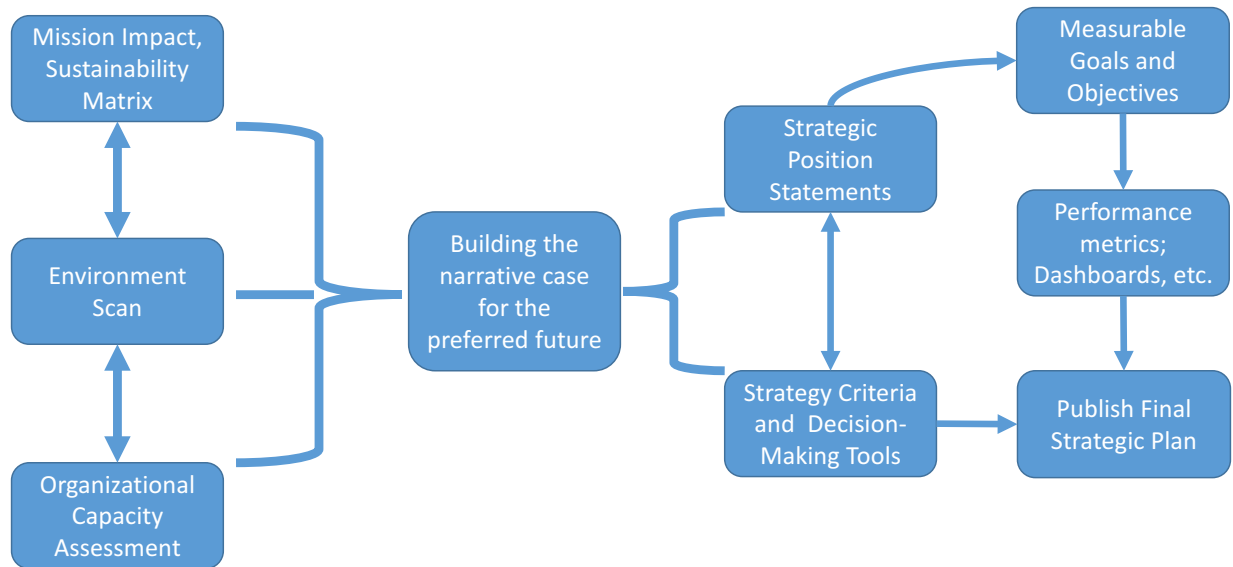 Mission Impact,
Sustainability
Matrix
Environment
Scan
Organizational
Capacity
Assessment
Building the
narrative case
for the
preferred future
Strategic
Position
Statements
Strategy Criteria
and  Decision-
Making Tools
Measurable
Goals and
Objectives
Performance
metrics;
Dashboards, etc.
Publish Final
Strategic Plan